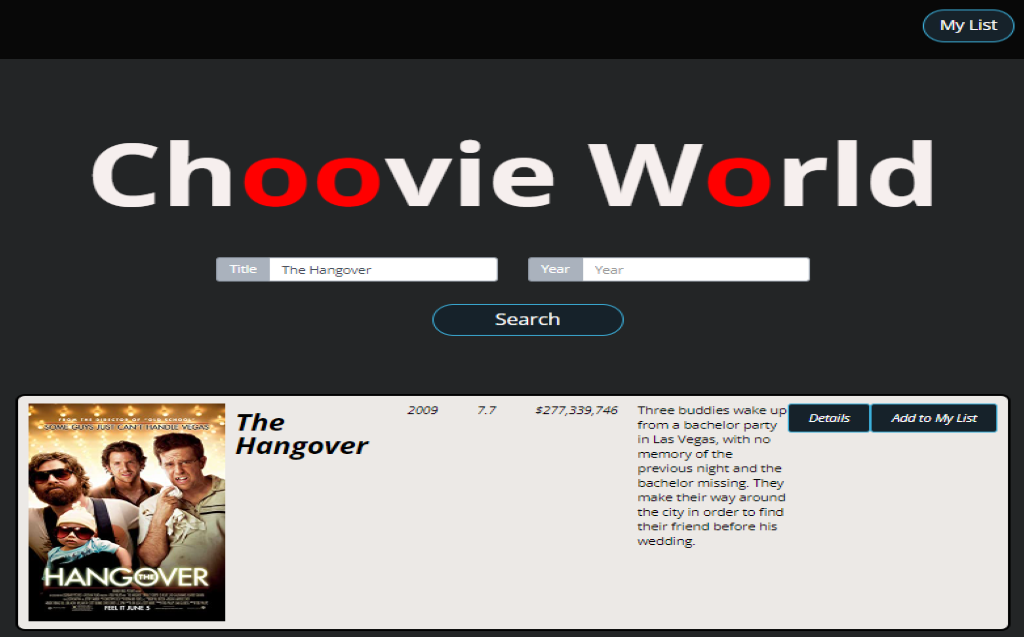 My List
Choovie World
Title The Hangover Year Year
Search
FROM THE DIRECTOR OF "OLD SCHOOL"
SOME GUYS JUST CAN'T HANDLE VEGAS
THE
HANGOVER
FEEL IT JUNE 5
The
Hangover
2009 7.7 $277,339,746
Three buddies wake up
from a bachelor party
in Las Vegas, with no
memory of the
previous night and the
bachelor missing. They
make their way around
the city in order to find
their friend before his
wedding.
Details Add to My List